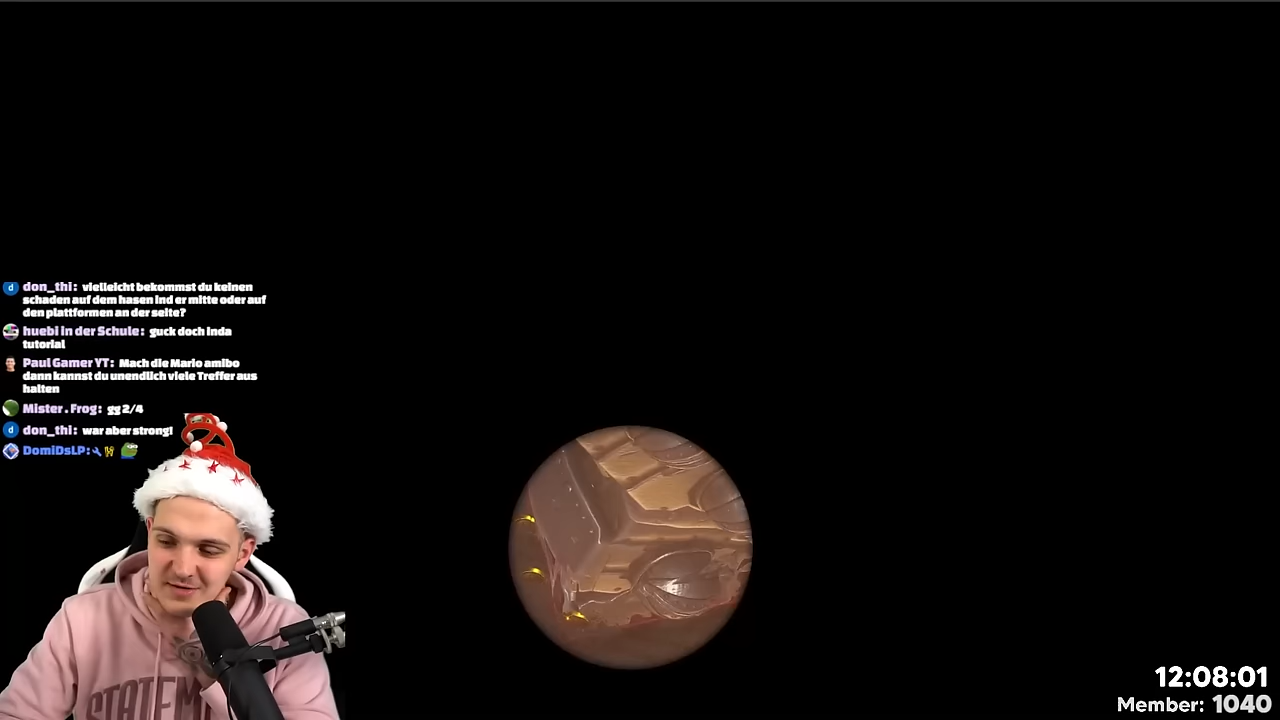 don_thi: vielleicht bekommst du keinen
schaden auf dem hasen ind er mitte oder auf
den plattformen an der seite?
huebi in der Schule: guck doch inda
tutorial
Paul Gamer YT: Mach die Mario amibo
dann kannst du unendlich viele Treffer aus
halten
Mister.Frog: gg 2/4
don_thi: war aber strong!
DomiDsLP:
STATEM
12:08:01
Member: 1040